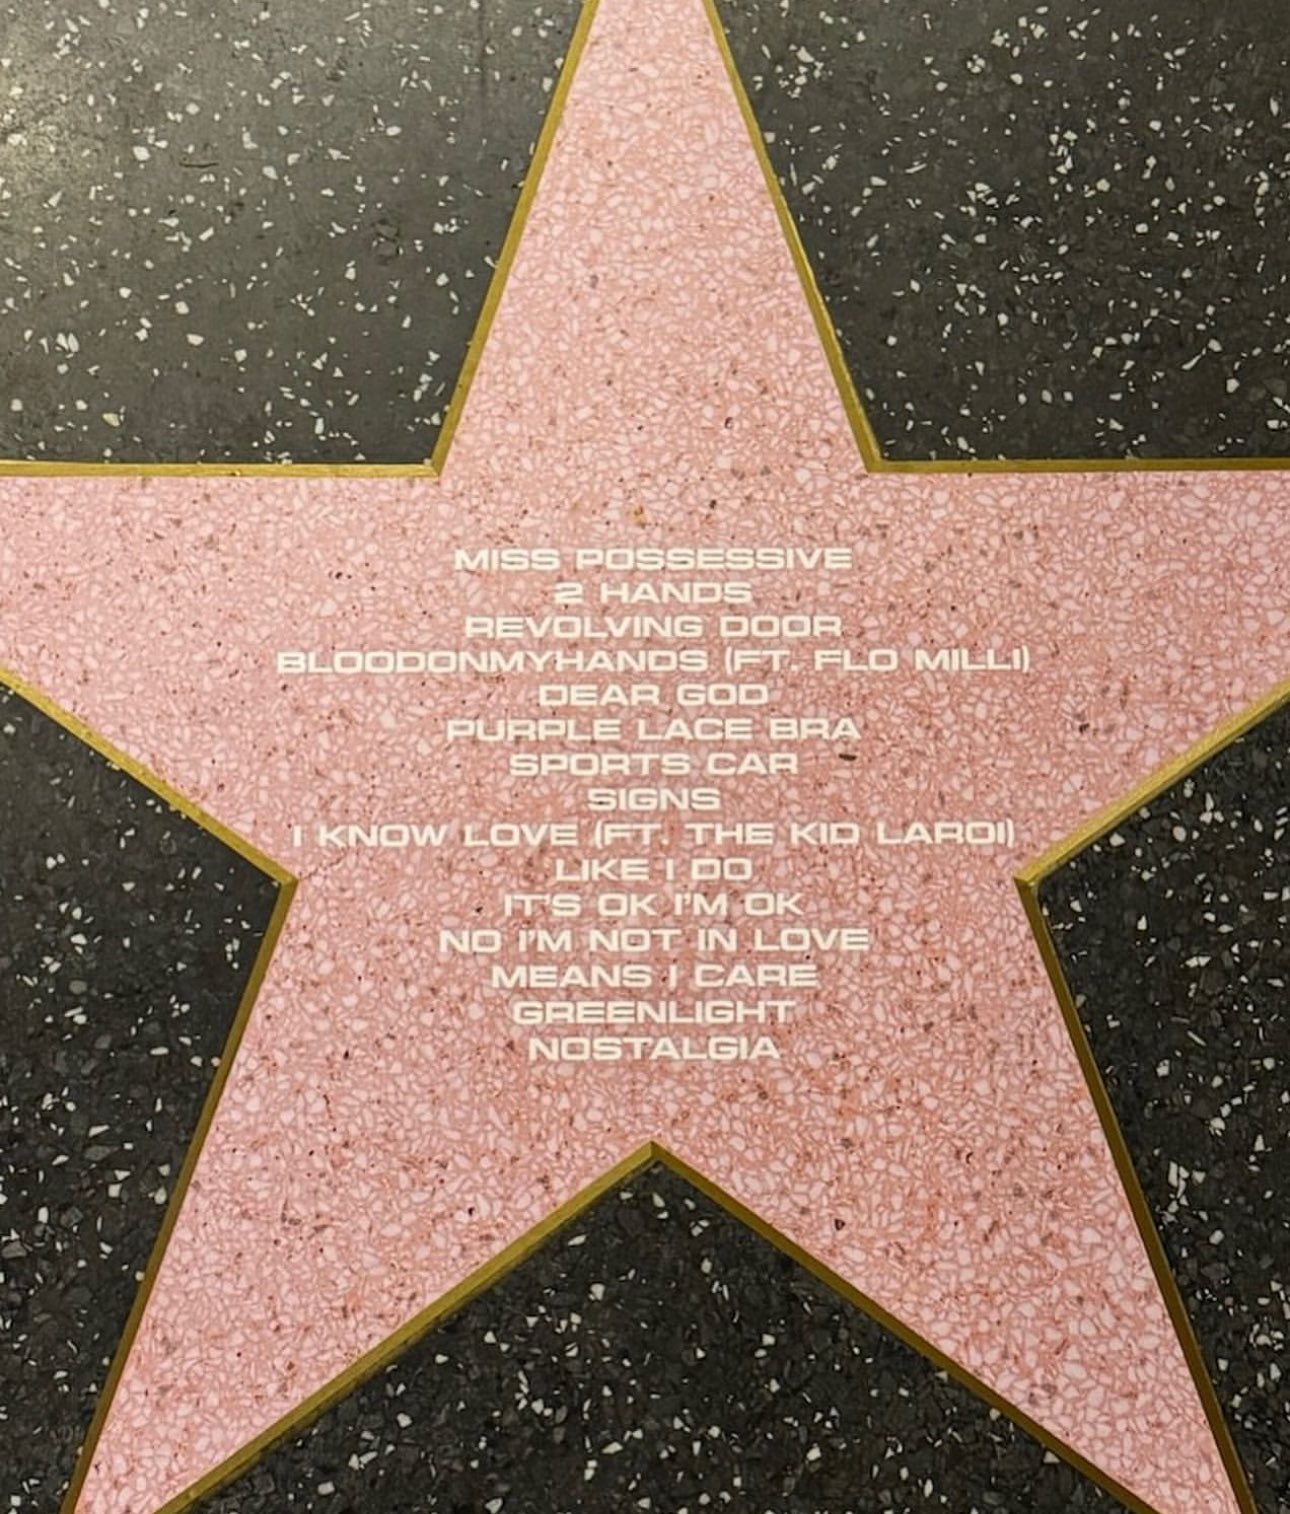 MISS POSSESSIVE
2 HANDS
REVOLVING DOOR
BLOODONMYHANDS (FT. FLO MILLI)
DEAR GOD
PURPLE LACE BRA
SPORTS CAR
SIGNS
I KNOW LOVE (FT. THE KID LAROI)
LIKE I DO
IT'S OK I'M OK
NO I'M NOT IN LOVE
MEANS I CARE
GREENLIGHT
NOSTALGIA